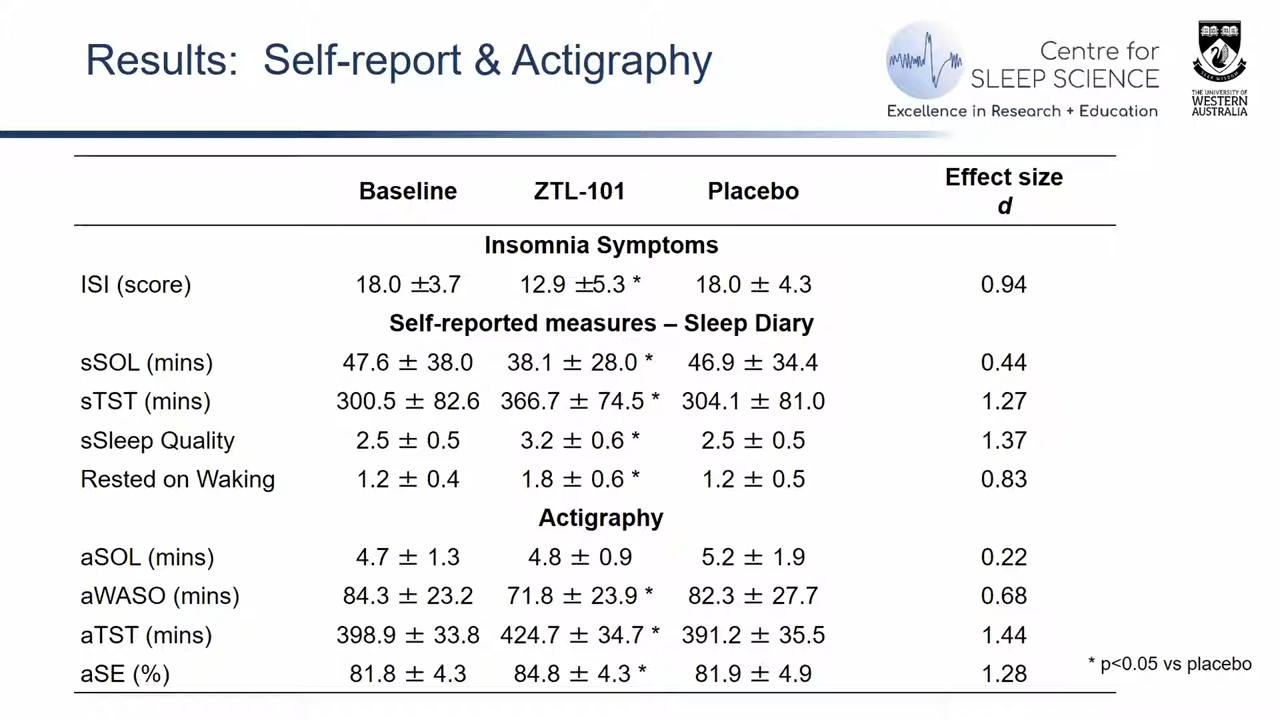 Results: Self-report & Actigraphy
Centre for
SLEEP SCIENCE
Excellence in Research + Education
THE UNIVERSITY OF
WESTERN
AUSTRALIA
Baseline ZTL-101 Placebo Effect size d
Insomnia Symptoms
ISI (score) 18.0 ±3.7 12.9 ±5.3 * 18.0 ± 4.3 0.94
Self-reported measures – Sleep Diary
sSOL (mins) 47.6 ± 38.0 38.1 ± 28.0 * 46.9 ± 34.4 0.44
sTST (mins) 300.5 ± 82.6 366.7 ± 74.5 * 304.1 ± 81.0 1.27
sSleep Quality 2.5 ± 0.5 3.2 ± 0.6 * 2.5 ± 0.5 1.37
Rested on Waking 1.2 ± 0.4 1.8 ± 0.6 * 1.2 ± 0.5 0.83
Actigraphy
aSOL (mins) 4.7 ± 1.3 4.8 ± 0.9 5.2 ± 1.9 0.22
aWASO (mins) 84.3 ± 23.2 71.8 ± 23.9 * 82.3 ± 27.7 0.68
aTST (mins) 398.9 ± 33.8 424.7 ± 34.7 * 391.2 ± 35.5 1.44
aSE (%) 81.8 ± 4.3 84.8 ± 4.3 * 81.9 ± 4.9 1.28
* p<0.05 vs placebo